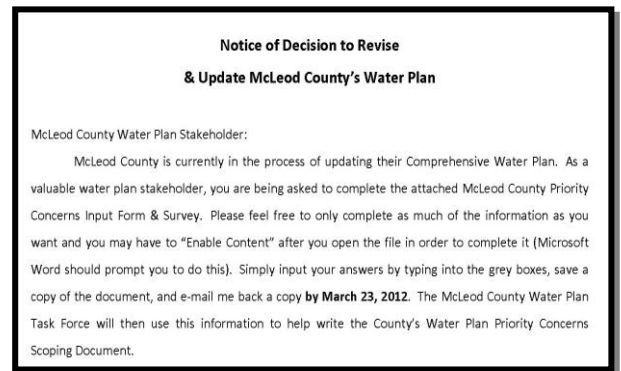 Notice of Decision to Revise
& Update McLeod County's Water Plan
McLeod County Water Plan Stakeholder:
McLeod County is currently in the process of updating their Comprehensive Water Plan. As a
valuable water plan stakeholder, you are being asked to complete the attached McLeod County Priority
Concerns Input Form & Survey. Please feel free to only complete as much of the information as you
want and you may have to "Enable Content" after you open the file in order to complete it (Microsoft
Word should prompt you to do this). Simply input your answers by typing into the grey boxes, save a
copy of the document, and e-mail me back a copy by March 23, 2012. The McLeod County Water Plan
Task Force will then use this information to help write the County's Water Plan Priority Concerns
Scoping Document.